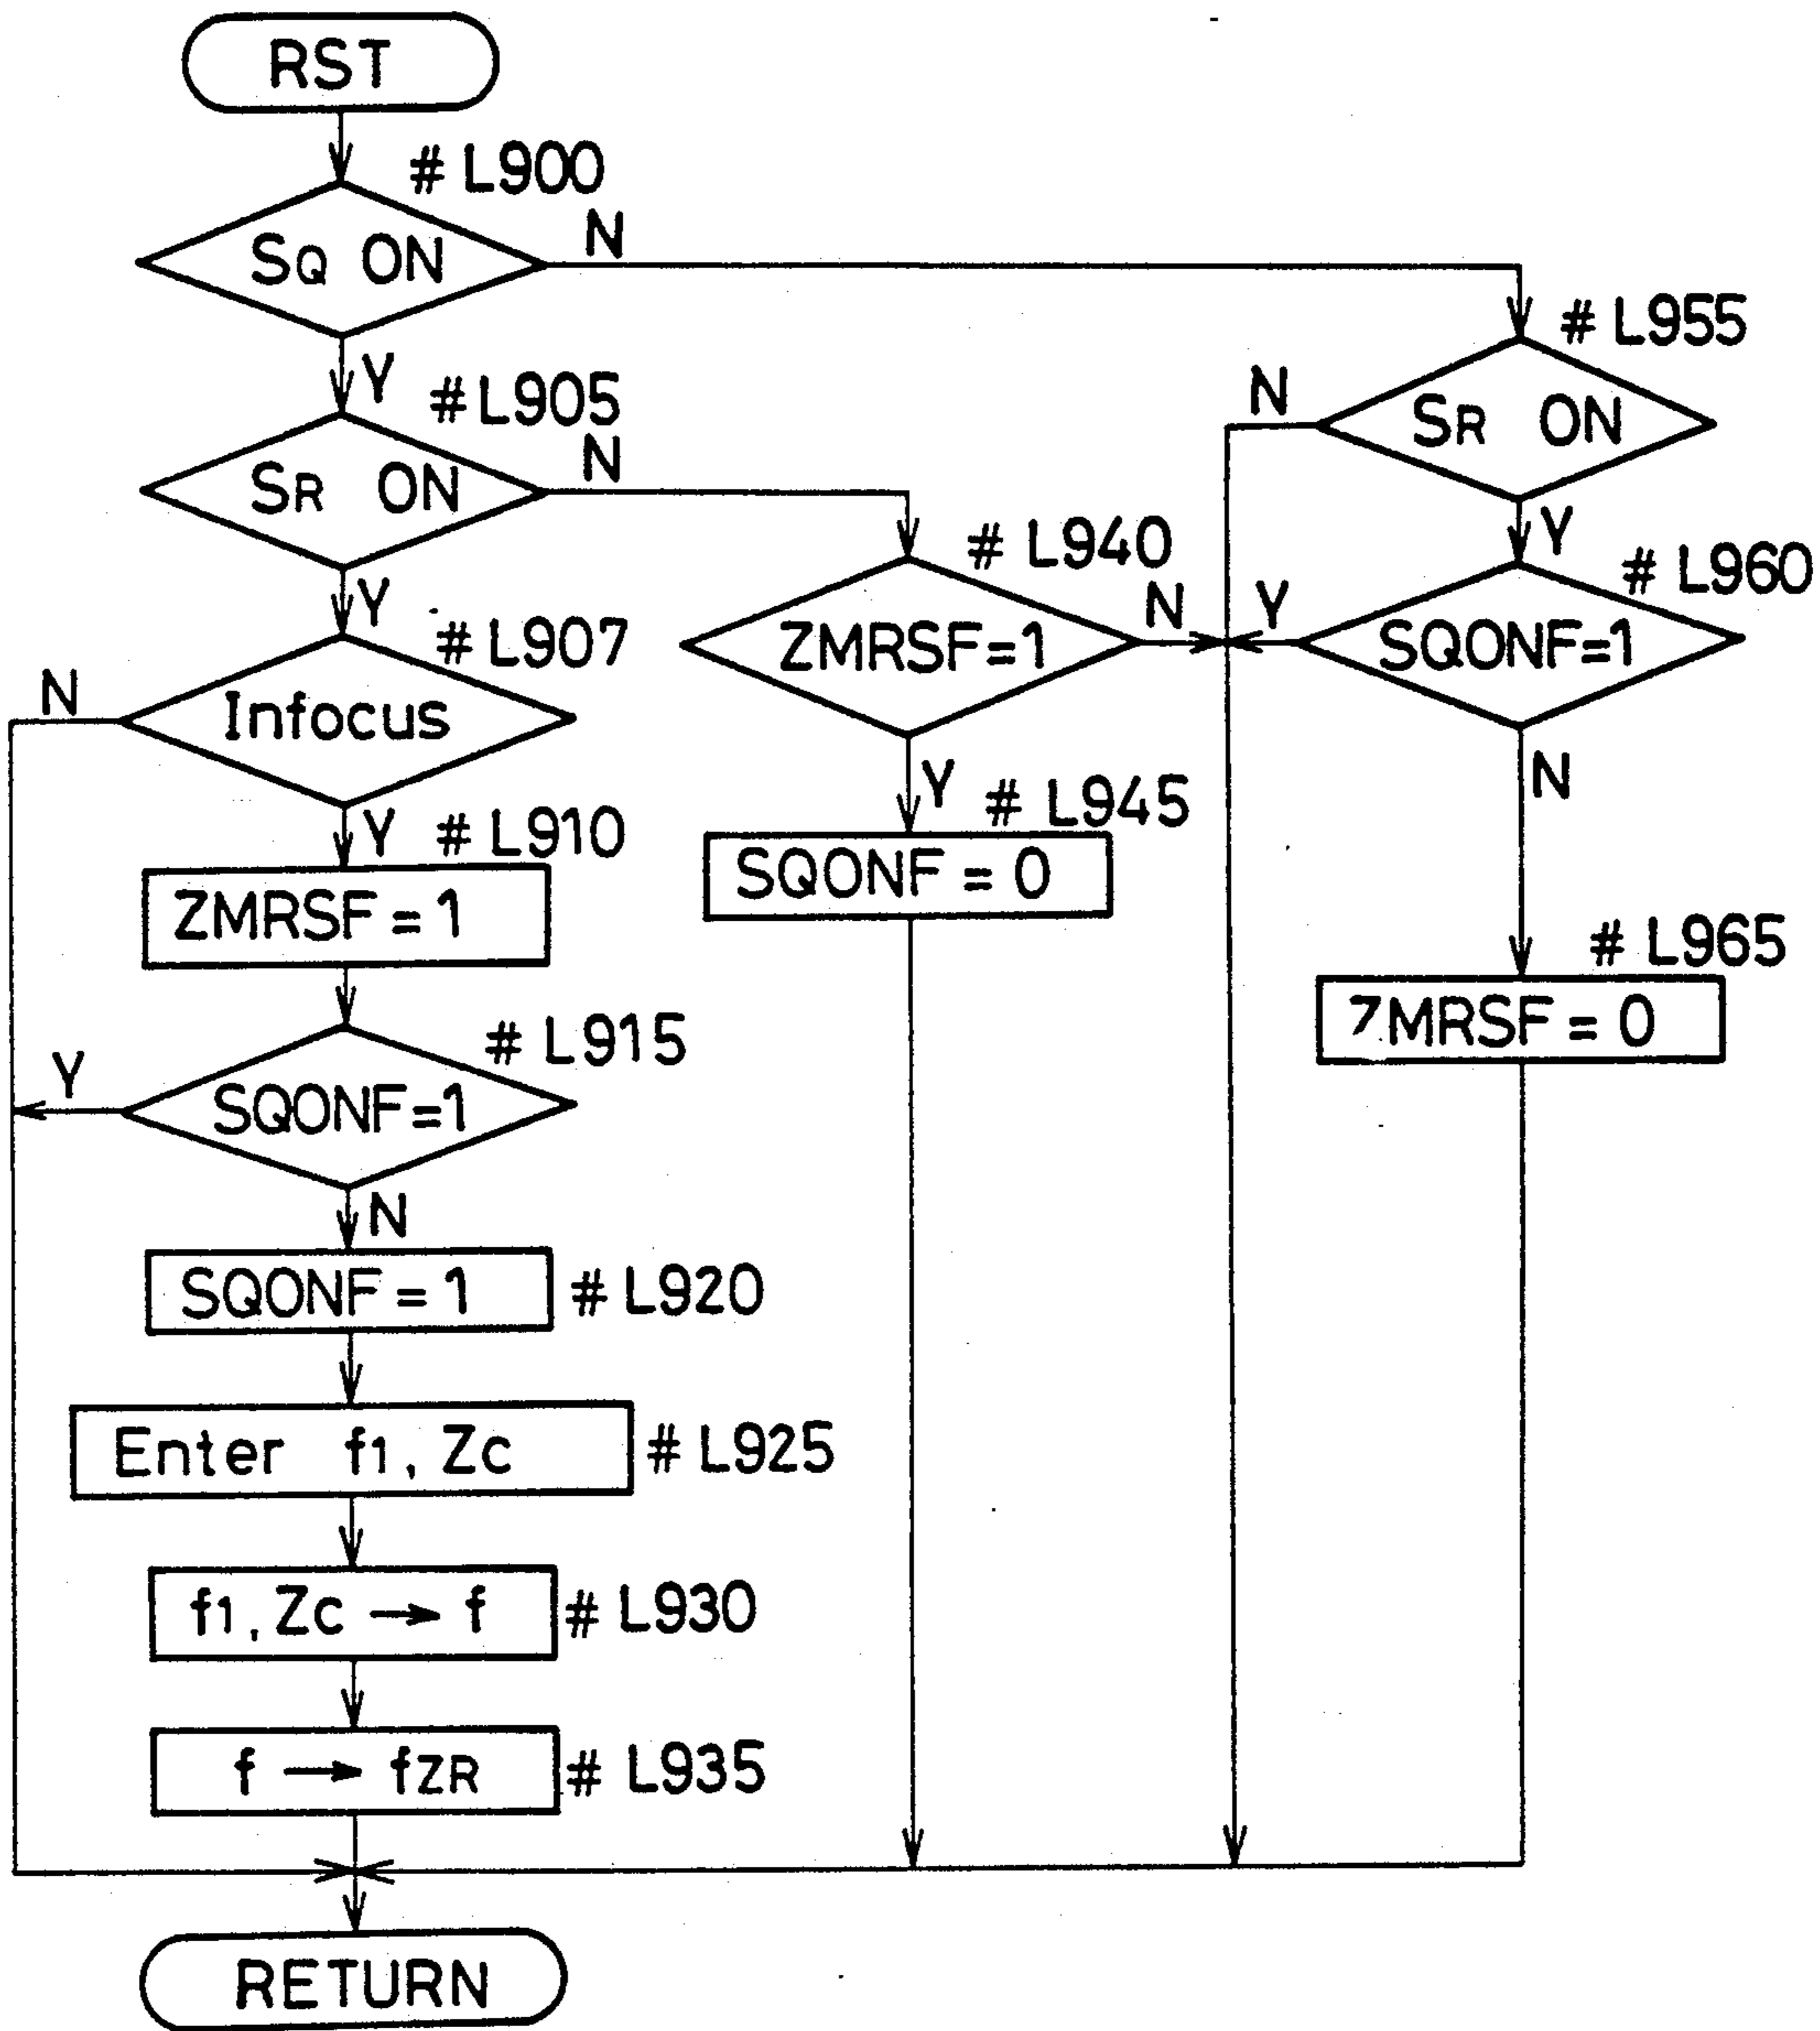 RST
# L900
SQ ON
N
Y
# L955
SR ON
N
Y
# L905
SR ON
N
Y
# L940
ZMRSF=1
N
Y
# L960
SQONF=1
Y
N
# L907
Infocus
N
Y
# L910
ZMRSF = 1
# L945
SQONF = 0
# L965
ZMRSF = 0
# L915
SQONF=1
Y
N
SQONF = 1 # L920
Enter f1, Zc # L925
f1, Zc → f # L930
f → fZR # L935
RETURN